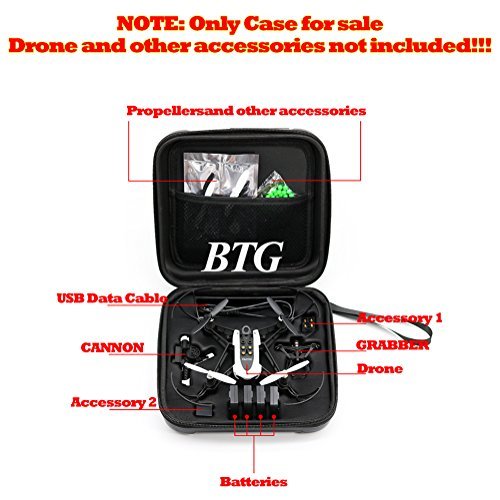 NOTE: Only Case for sale
Drone and other accessories not included!!!
Propellersand other accessories
BTG
USB Data Cable
Accessory 1
CANNON
GRABBER
Drone
Accessory 2
Batteries